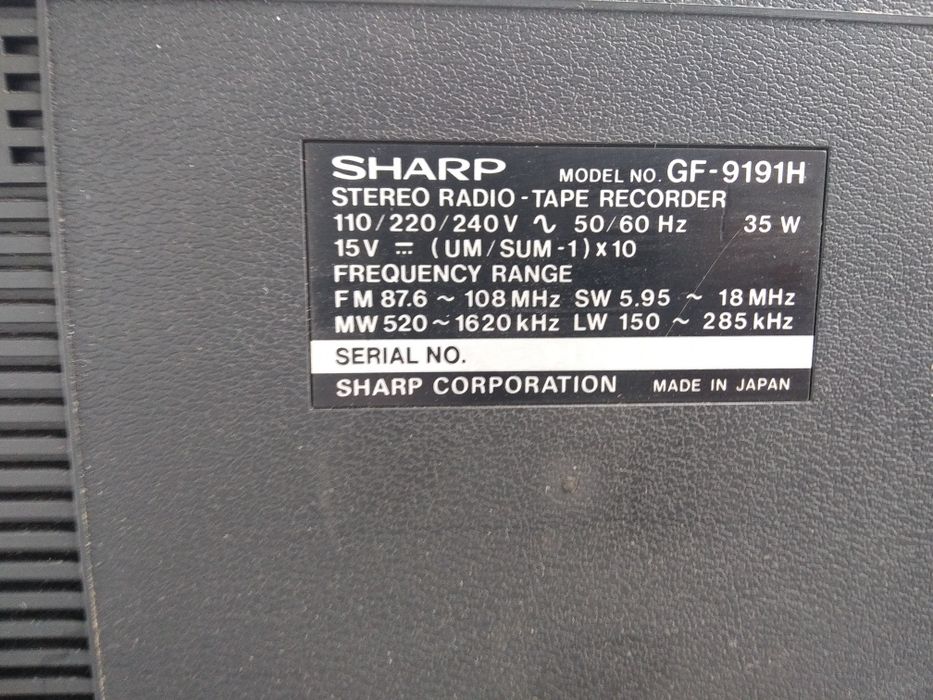 SHARP MODEL NO. GF-9191H
STEREO RADIO-TAPE RECORDER
110/220/240V ∿ 50/60 Hz 35 W
15V ⎓ (UM/SUM-1)x10
FREQUENCY RANGE
FM 87.6 ~ 108 MHz SW 5.95 ~ 18 MHz
MW 520 ~ 1620 kHz LW 150 ~ 285 kHz
SERIAL NO.
SHARP CORPORATION MADE IN JAPAN